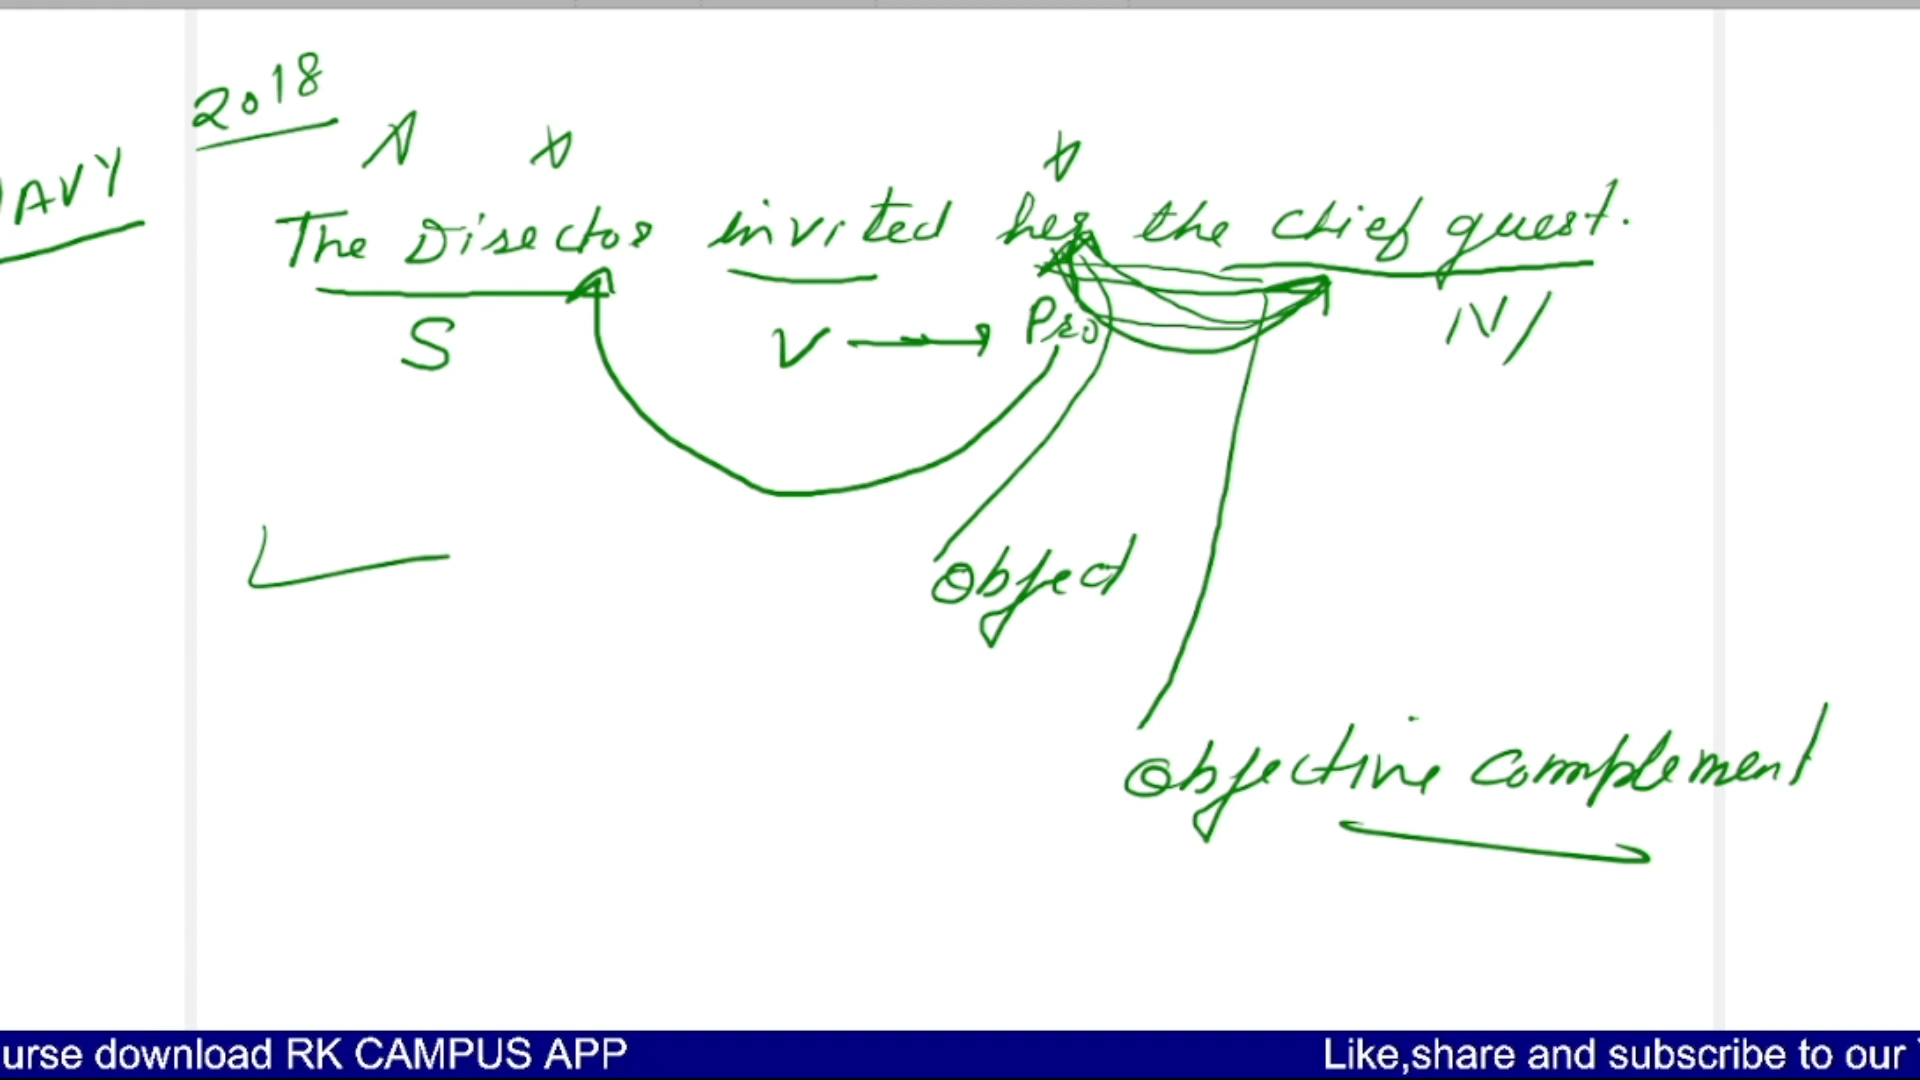 2018
AVY
The Director invited her the chief guest.
S V Pro N
Object
Objective complement
urse download RK CAMPUS APP Like,share and subscribe to our